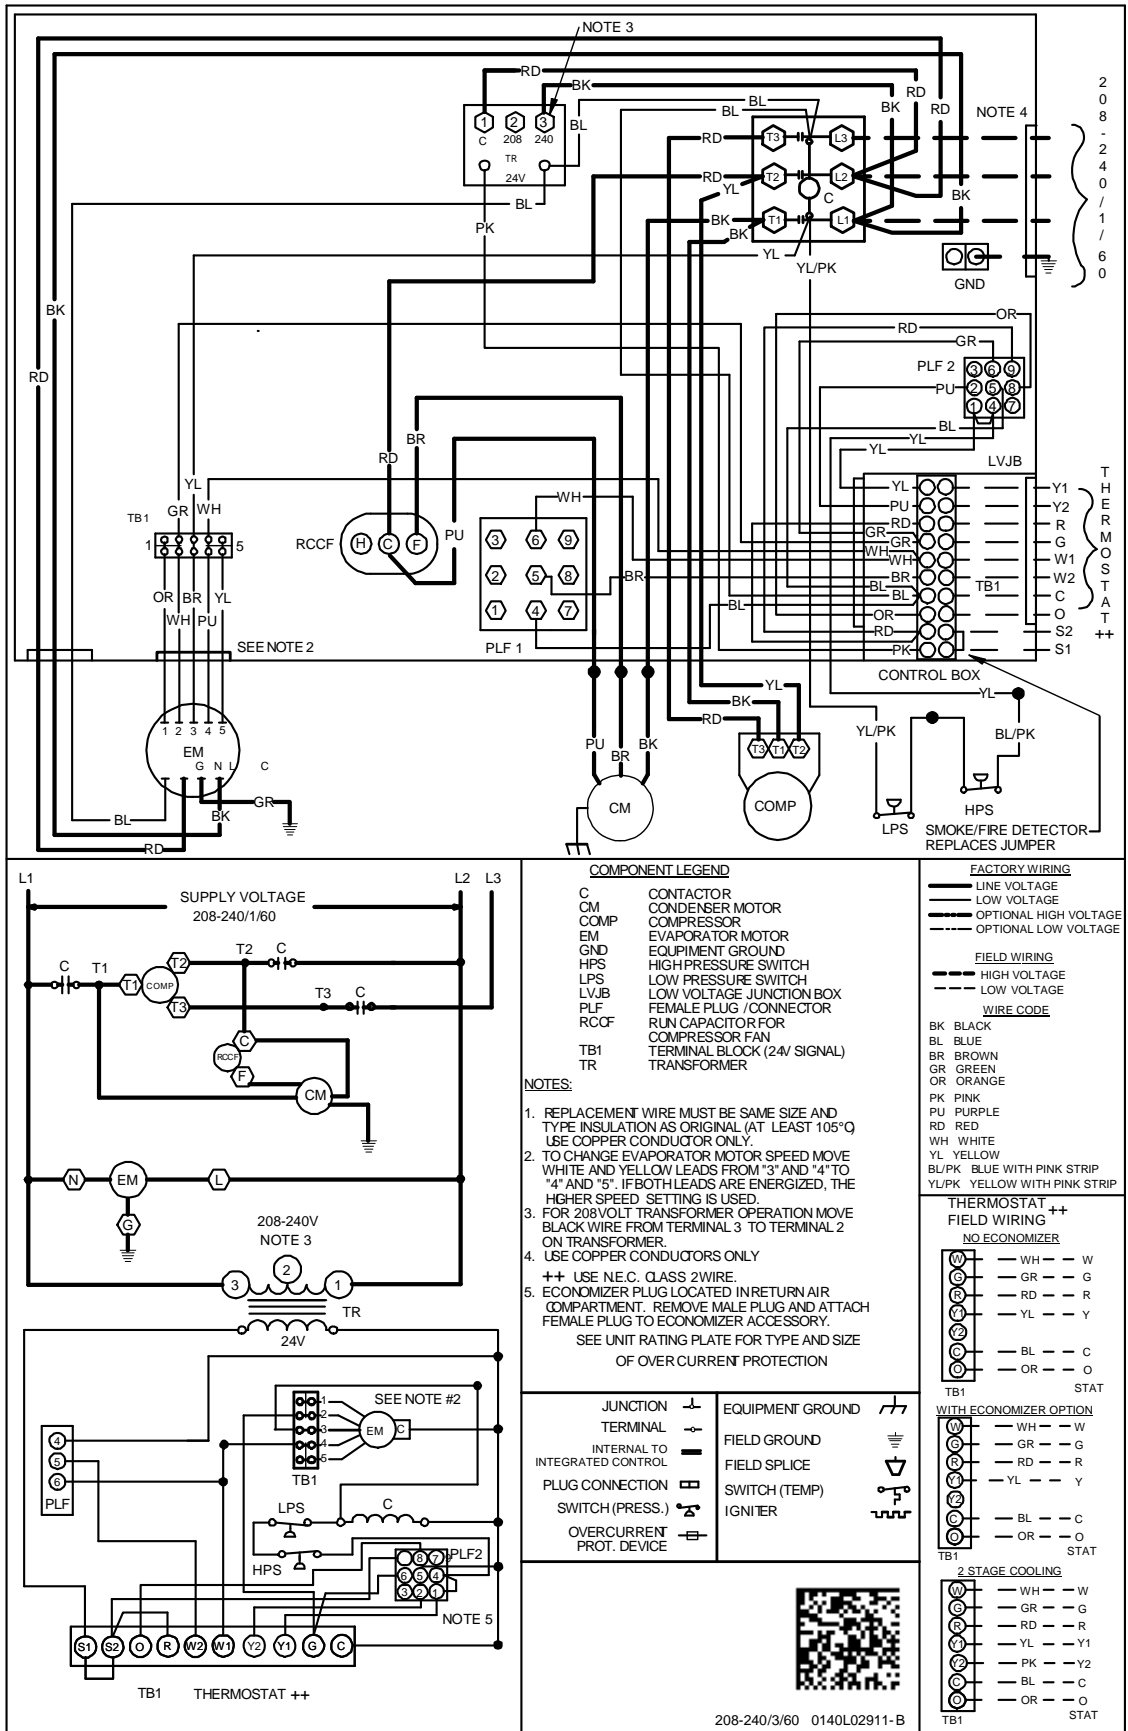 NOTE 3
RD
BK
BL
BL
RD
BK
RD
NOTE 4
208-240/1/60
1
2
3
C
208
240
TR
24V
BL
RD
T3
L3
RD
T2
L2
YL
C
BK
T1
L1
BK
BK
PK
BL
YL
YL/PK
GND
BK
RD
OR
RD
GR
PLF 2
3 6 9
2 5 8
1 4 7
PU
BL
YL
YL
LVJB
BR
RD
YL
GR
WH
TB1
1
5
RCCF
H
C
F
PU
WH
3 6 9
2 5 8
1 4 7
BR
BL
PLF 1
YL
Y1
PU
Y2
RD
R
GR
GR
G
WH
WH
W1
BR
W2
BL
TB1
BL
C
OR
O
RD
S2
PK
S1
THERMOSTAT
++
OR
WH
BR
PU
YL
SEE NOTE 2
CONTROL BOX
1 2 3 4 5
EM
G N L
C
BL
GR
BK
RD
YL
BK
RD
PU
BR
BK
T3
T1
T2
CM
COMP
YL
YL/PK
BL/PK
LPS
HPS
SMOKE/FIRE DETECTOR
REPLACES JUMPER
L1
L2
L3
SUPPLY VOLTAGE
208-240/1/60
C
T1
T1
COMP
T2
T3
T2
C
T3
C
C
RCCF
F
CM
N
EM
L
G
208-240V
NOTE 3
3
2
1
TR
24V
SEE NOTE #2
1
2
3
4
5
EM
C
TB1
4
5
6
PLF
LPS
C
HPS
PLF2
8 7 9
6 5 4
3 2 1
NOTE 5
S1 S2 O R W2 W1 Y2 Y1 G C
TB1
THERMOSTAT ++
COMPONENT LEGEND
C CONTACTOR
CM CONDENSER MOTOR
COMP COMPRESSOR
EM EVAPORATOR MOTOR
GND EQUPIMENT GROUND
HPS HIGH PRESSURE SWITCH
LPS LOW PRESSURE SWITCH
LVJB LOW VOLTAGE JUNCTION BOX
PLF FEMALE PLUG / CONNECTOR
RCCF RUN CAPACITOR FOR
COMPRESSOR FAN
TB1 TERMINAL BLOCK (24V SIGNAL)
TR TRANSFORMER
NOTES:
1. REPLACEMENT WIRE MUST BE SAME SIZE AND
TYPE INSULATION AS ORIGINAL (AT LEAST 105°C)
USE COPPER CONDUCTOR ONLY.
2. TO CHANGE EVAPORATOR MOTOR SPEED MOVE
WHITE AND YELLOW LEADS FROM "3" AND "4" TO
"4" AND "5". IF BOTH LEADS ARE ENERGIZED, THE
HIGHER SPEED SETTING IS USED.
3. FOR 208 VOLT TRANSFORMER OPERATION MOVE
BLACK WIRE FROM TERMINAL 3 TO TERMINAL 2
ON TRANSFORMER.
4. USE COPPER CONDUCTORS ONLY
++ USE N.E.C. CLASS 2 WIRE.
5. ECONOMIZER PLUG LOCATED IN RETURN AIR
COMPARTMENT. REMOVE MALE PLUG AND ATTACH
FEMALE PLUG TO ECONOMIZER ACCESSORY.
SEE UNIT RATING PLATE FOR TYPE AND SIZE
OF OVER CURRENT PROTECTION
JUNCTION
TERMINAL
INTERNAL TO
INTEGRATED CONTROL
PLUG CONNECTION
SWITCH (PRESS.)
OVERCURRENT
PROT. DEVICE
EQUIPMENT GROUND
FIELD GROUND
FIELD SPLICE
SWITCH (TEMP)
IGNITER
208-240/3/60 0140L02911-B
FACTORY WIRING
LINE VOLTAGE
LOW VOLTAGE
OPTIONAL HIGH VOLTAGE
OPTIONAL LOW VOLTAGE
FIELD WIRING
HIGH VOLTAGE
LOW VOLTAGE
WIRE CODE
BK BLACK
BL BLUE
BR BROWN
GR GREEN
OR ORANGE
PK PINK
PU PURPLE
RD RED
WH WHITE
YL YELLOW
BL/PK BLUE WITH PINK STRIP
YL/PK YELLOW WITH PINK STRIP
THERMOSTAT ++
FIELD WIRING
NO ECONOMIZER
W WH W
G GR G
R RD R
Y1 YL Y
Y2
C BL C
O OR O
TB1 STAT
WITH ECONOMIZER OPTION
W WH W
G GR G
R RD R
Y1 YL Y
Y2
C BL C
O OR O
TB1 STAT
2 STAGE COOLING
W WH W
G GR G
R RD R
Y1 YL Y1
Y2 PK Y2
C BL C
O OR O
TB1 STAT